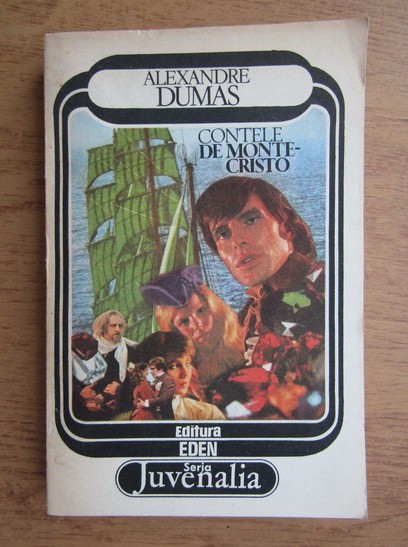 ALEXANDRE
DUMAS
CONTELE
DE MONTE-
CRISTO
Editura
EDEN
Seria
Juvenalia